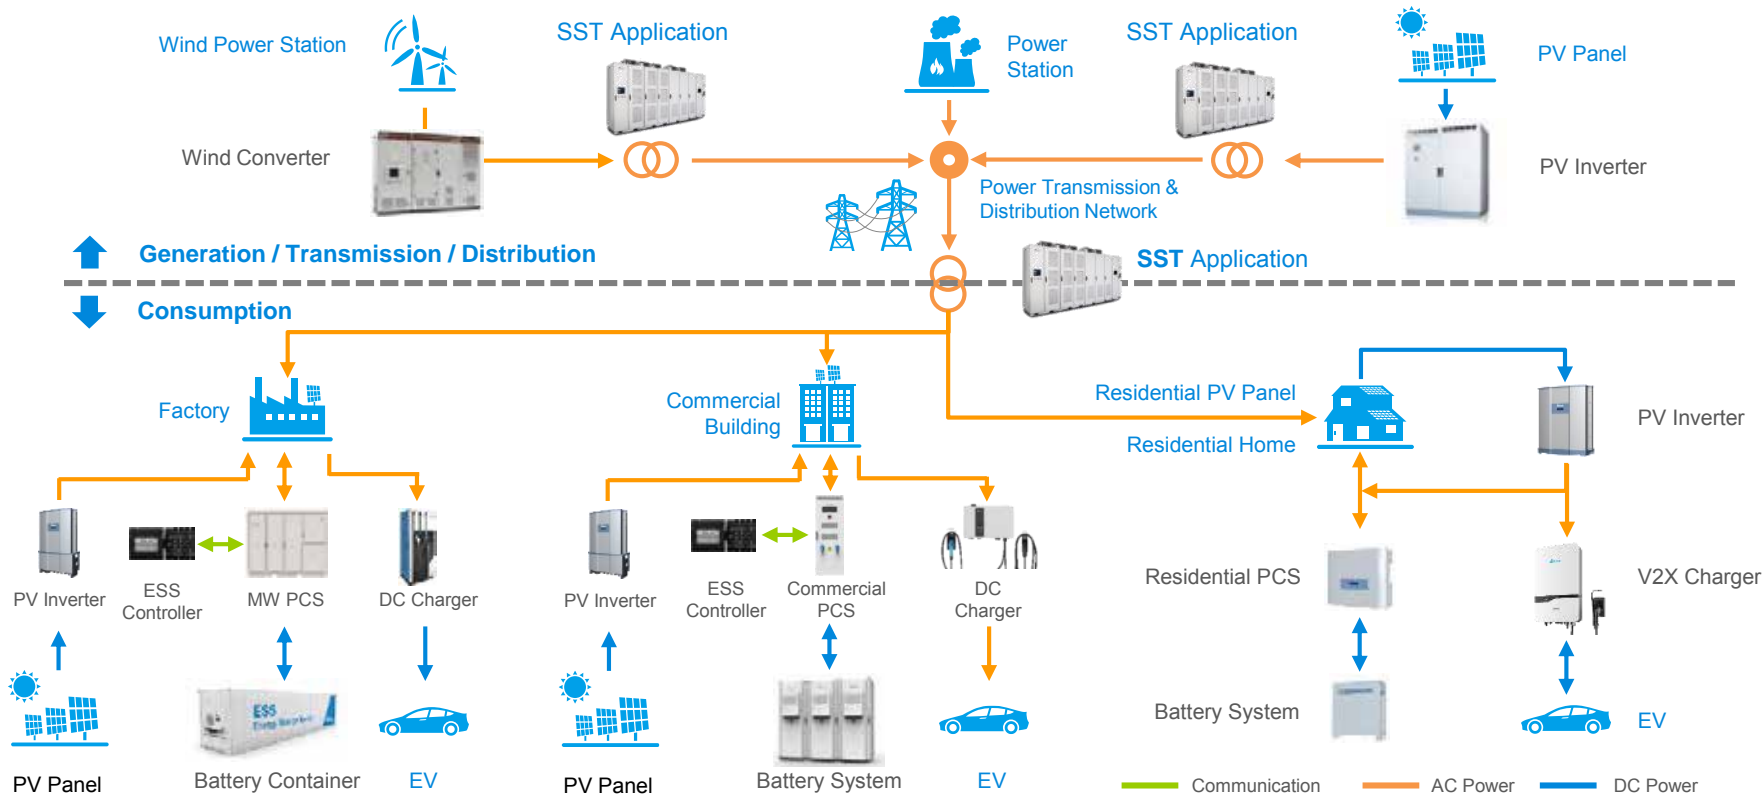 Wind Power Station
SST Application
Power
Station
SST Application
PV Panel
Wind Converter
PV Inverter
Power Transmission &
Distribution Network
Generation / Transmission / Distribution
SST Application
Consumption
Factory
Commercial
Building
Residential PV Panel
Residential Home
PV Inverter
PV Inverter
ESS
Controller
MW PCS
DC Charger
PV Inverter
ESS
Controller
Commercial
PCS
DC
Charger
Residential PCS
V2X Charger
ESS
Battery System
EV
PV Panel
Battery Container
EV
PV Panel
Battery System
EV
Communication
AC Power
DC Power